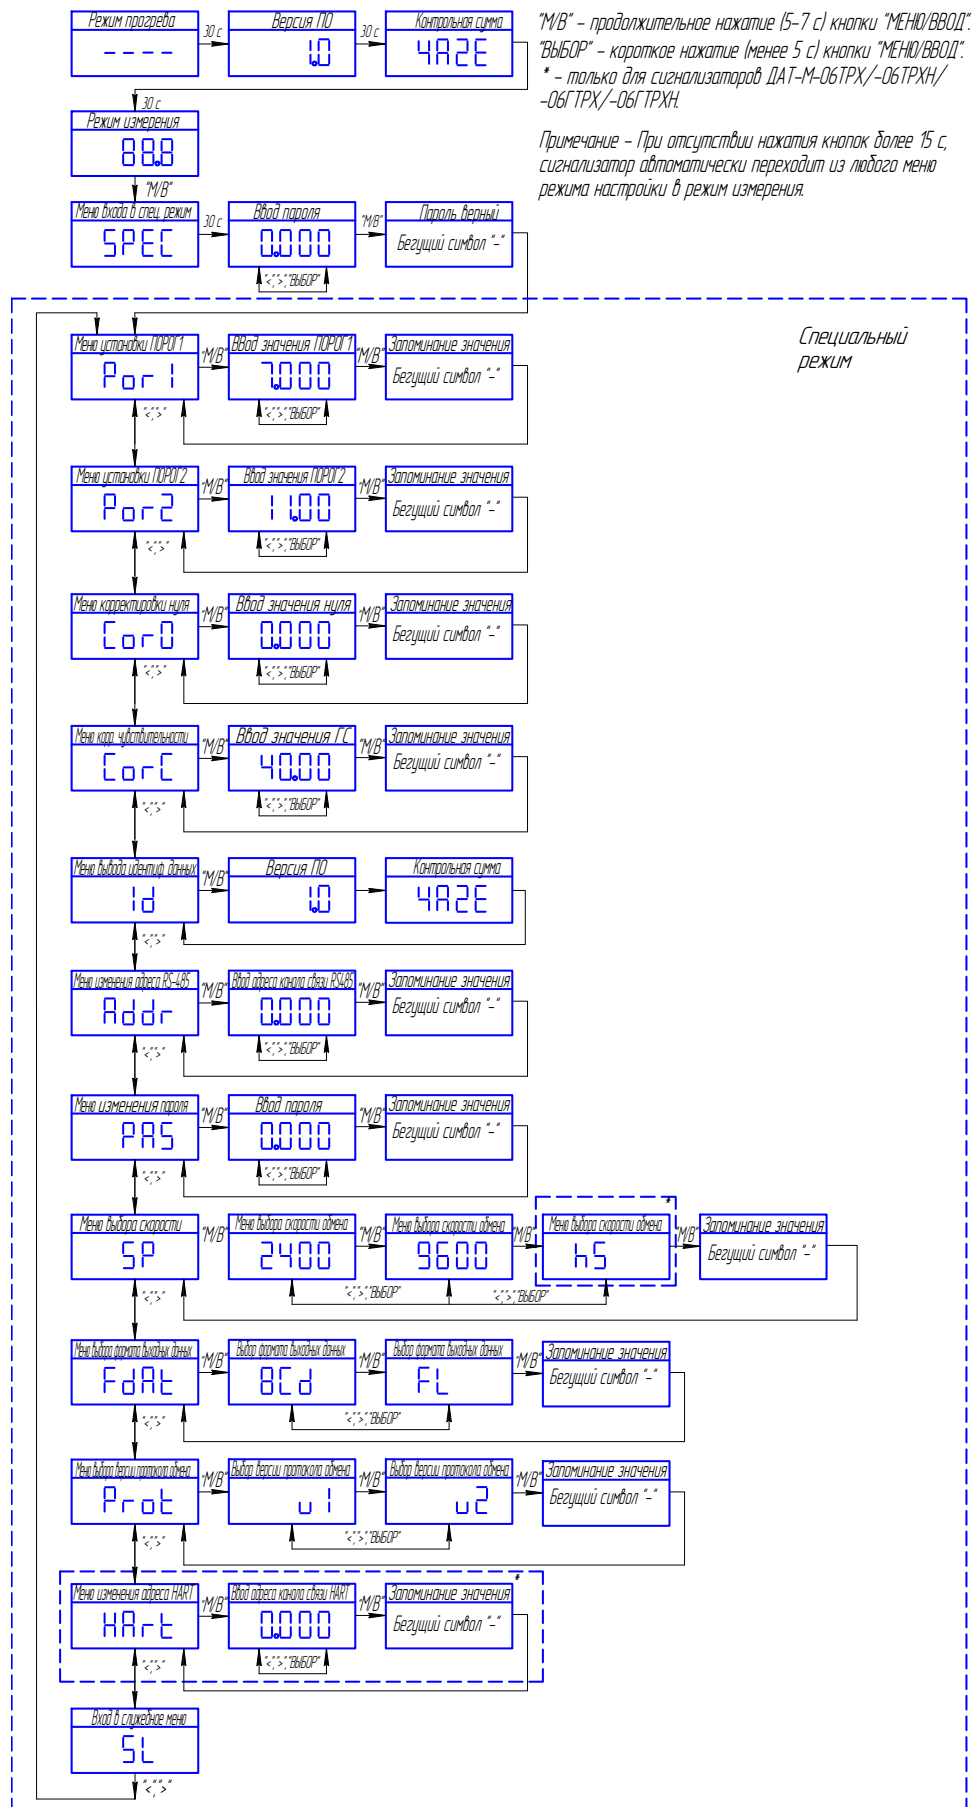 Режим прогрева
- - - -
30 с
Версия ПО
1.0
30 с
Контрольная сумма
4A2E
"М/В" - продолжительное нажатие (5-7 с) кнопки "МЕНЮ/ВВОД".
"ВЫБОР" - короткое нажатие (менее 5 с) кнопки "МЕНЮ/ВВОД".
* - только для сигнализаторов ДАТ-М-06ТРХ/-06ТРХН/
-06ГТРХ/-06ГТРХН.
Примечание - При отсутствии нажатия кнопок более 15 с,
сигнализатор автоматически переходит из любого меню
режима настройки в режим измерения.
30 с
Режим измерения
88.8
"М/В"
Меню входа в спец. режим
SPEC
30 с
Ввод пароля
0.000
"М/В"
Пароль верный
Бегущий символ "-"
"<",">","ВЫБОР"
Специальный
режим
Меню установки ПОРОГ1
Por1
"М/В"
ВВод значения ПОРОГ1
7.000
"М/В"
Запоминание значения
Бегущий символ "-"
"<",">"
"<",">","ВЫБОР"
Меню установки ПОРОГ2
Por2
"М/В"
Ввод значения ПОРОГ2
11.00
"М/В"
Запоминание значения
Бегущий символ "-"
"<",">"
"<",">","ВЫБОР"
Меню корректировки нуля
Cor0
"М/В"
Ввод значения нуля
0.000
"М/В"
Запоминание значения
Бегущий символ "-"
"<",">"
"<",">","ВЫБОР"
Меню корр. чувствительности
CorC
"М/В"
Ввод значения ГС
40.00
"М/В"
Запоминание значения
Бегущий символ "-"
"<",">"
"<",">","ВЫБОР"
Меню вывода идентиф. данных
Id
"М/В"
Версия ПО
1.0
Контрольная сумма
4A2E
"<",">"
Меню изменения адреса RS-485
Addr
"М/В"
Ввод адреса канала связи RS485
0.000
"М/В"
Запоминание значения
Бегущий символ "-"
"<",">"
"<",">","ВЫБОР"
Меню изменения пароля
PAS
"М/В"
Ввод пароля
0.000
"М/В"
Запоминание значения
Бегущий символ "-"
"<",">"
"<",">","ВЫБОР"
Меню выбора скорости
SP
"М/В"
Меню выбора скорости обмена
2400
"М/В"
Меню выбора скорости обмена
9600
"М/В"
*
Меню выбора скорости обмена
hS
"М/В"
Запоминание значения
Бегущий символ "-"
"<",">"
"<",">","ВЫБОР"
"<",">","ВЫБОР"
Меню выбора формата выходных данных
FdAt
"М/В"
Выбор формата выходных данных
8Cd
"М/В"
Выбор формата выходных данных
FL
"М/В"
Запоминание значения
Бегущий символ "-"
"<",">"
"<",">","ВЫБОР"
Меню выбора версии протокола обмена
Prot
"М/В"
Выбор версии протокола обмена
v1
"М/В"
Выбор версии протокола обмена
v2
"М/В"
Запоминание значения
Бегущий символ "-"
"<",">"
"<",">","ВЫБОР"
*
Меню изменения адреса HART
HArt
"М/В"
Ввод адреса канала связи HART
0.000
"М/В"
Запоминание значения
Бегущий символ "-"
"<",">"
"<",">","ВЫБОР"
Вход в служебное меню
SL
"<",">"